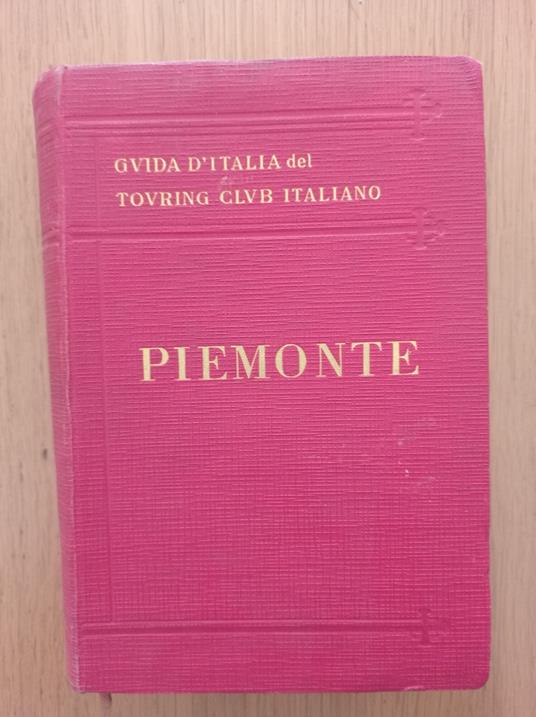 GVIDA D'ITALIA del
TOVRING CLVB ITALIANO
PIEMONTE